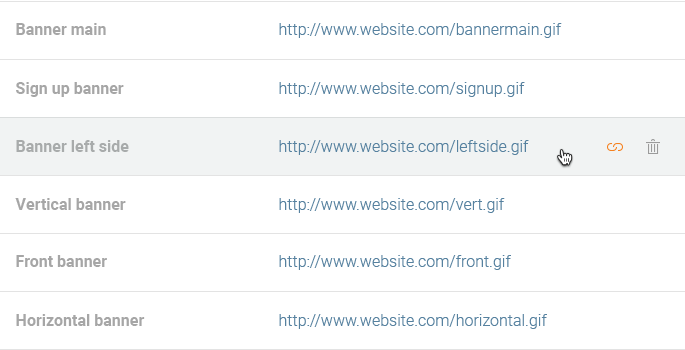 Banner main http://www.website.com/bannermain.gif
Sign up banner http://www.website.com/signup.gif
Banner left side http://www.website.com/leftside.gif
Vertical banner http://www.website.com/vert.gif
Front banner http://www.website.com/front.gif
Horizontal banner http://www.website.com/horizontal.gif